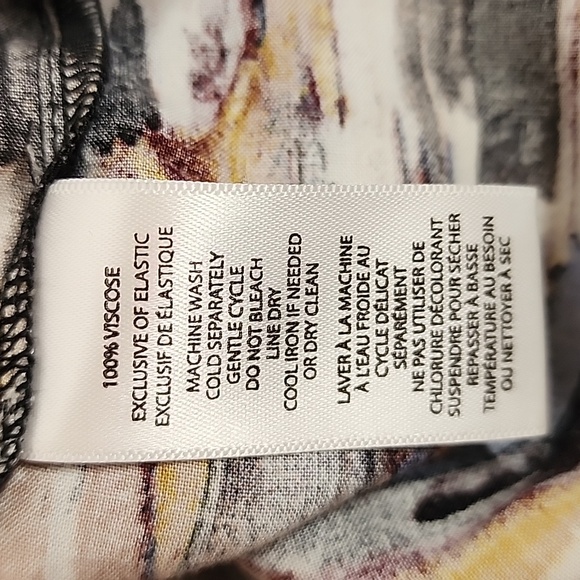 100% VISCOSE
EXCLUSIVE OF ELASTIC
EXCLUSIF DE ÉLASTIQUE
MACHINE WASH
COLD SEPARATELY
GENTLE CYCLE
DO NOT BLEACH
LINE DRY
COOL IRON IF NEEDED
OR DRY CLEAN
LAVER À LA MACHINE
À L'EAU FROIDE AU
CYCLE DÉLICAT
SÉPARÉMENT
NE PAS UTILISER DE
CHLORURE DÉCOLORANT
SUSPENDRE POUR SÉCHER
REPASSER À BASSE
TEMPÉRATURE AU BESOIN
OU NETTOYER À SEC